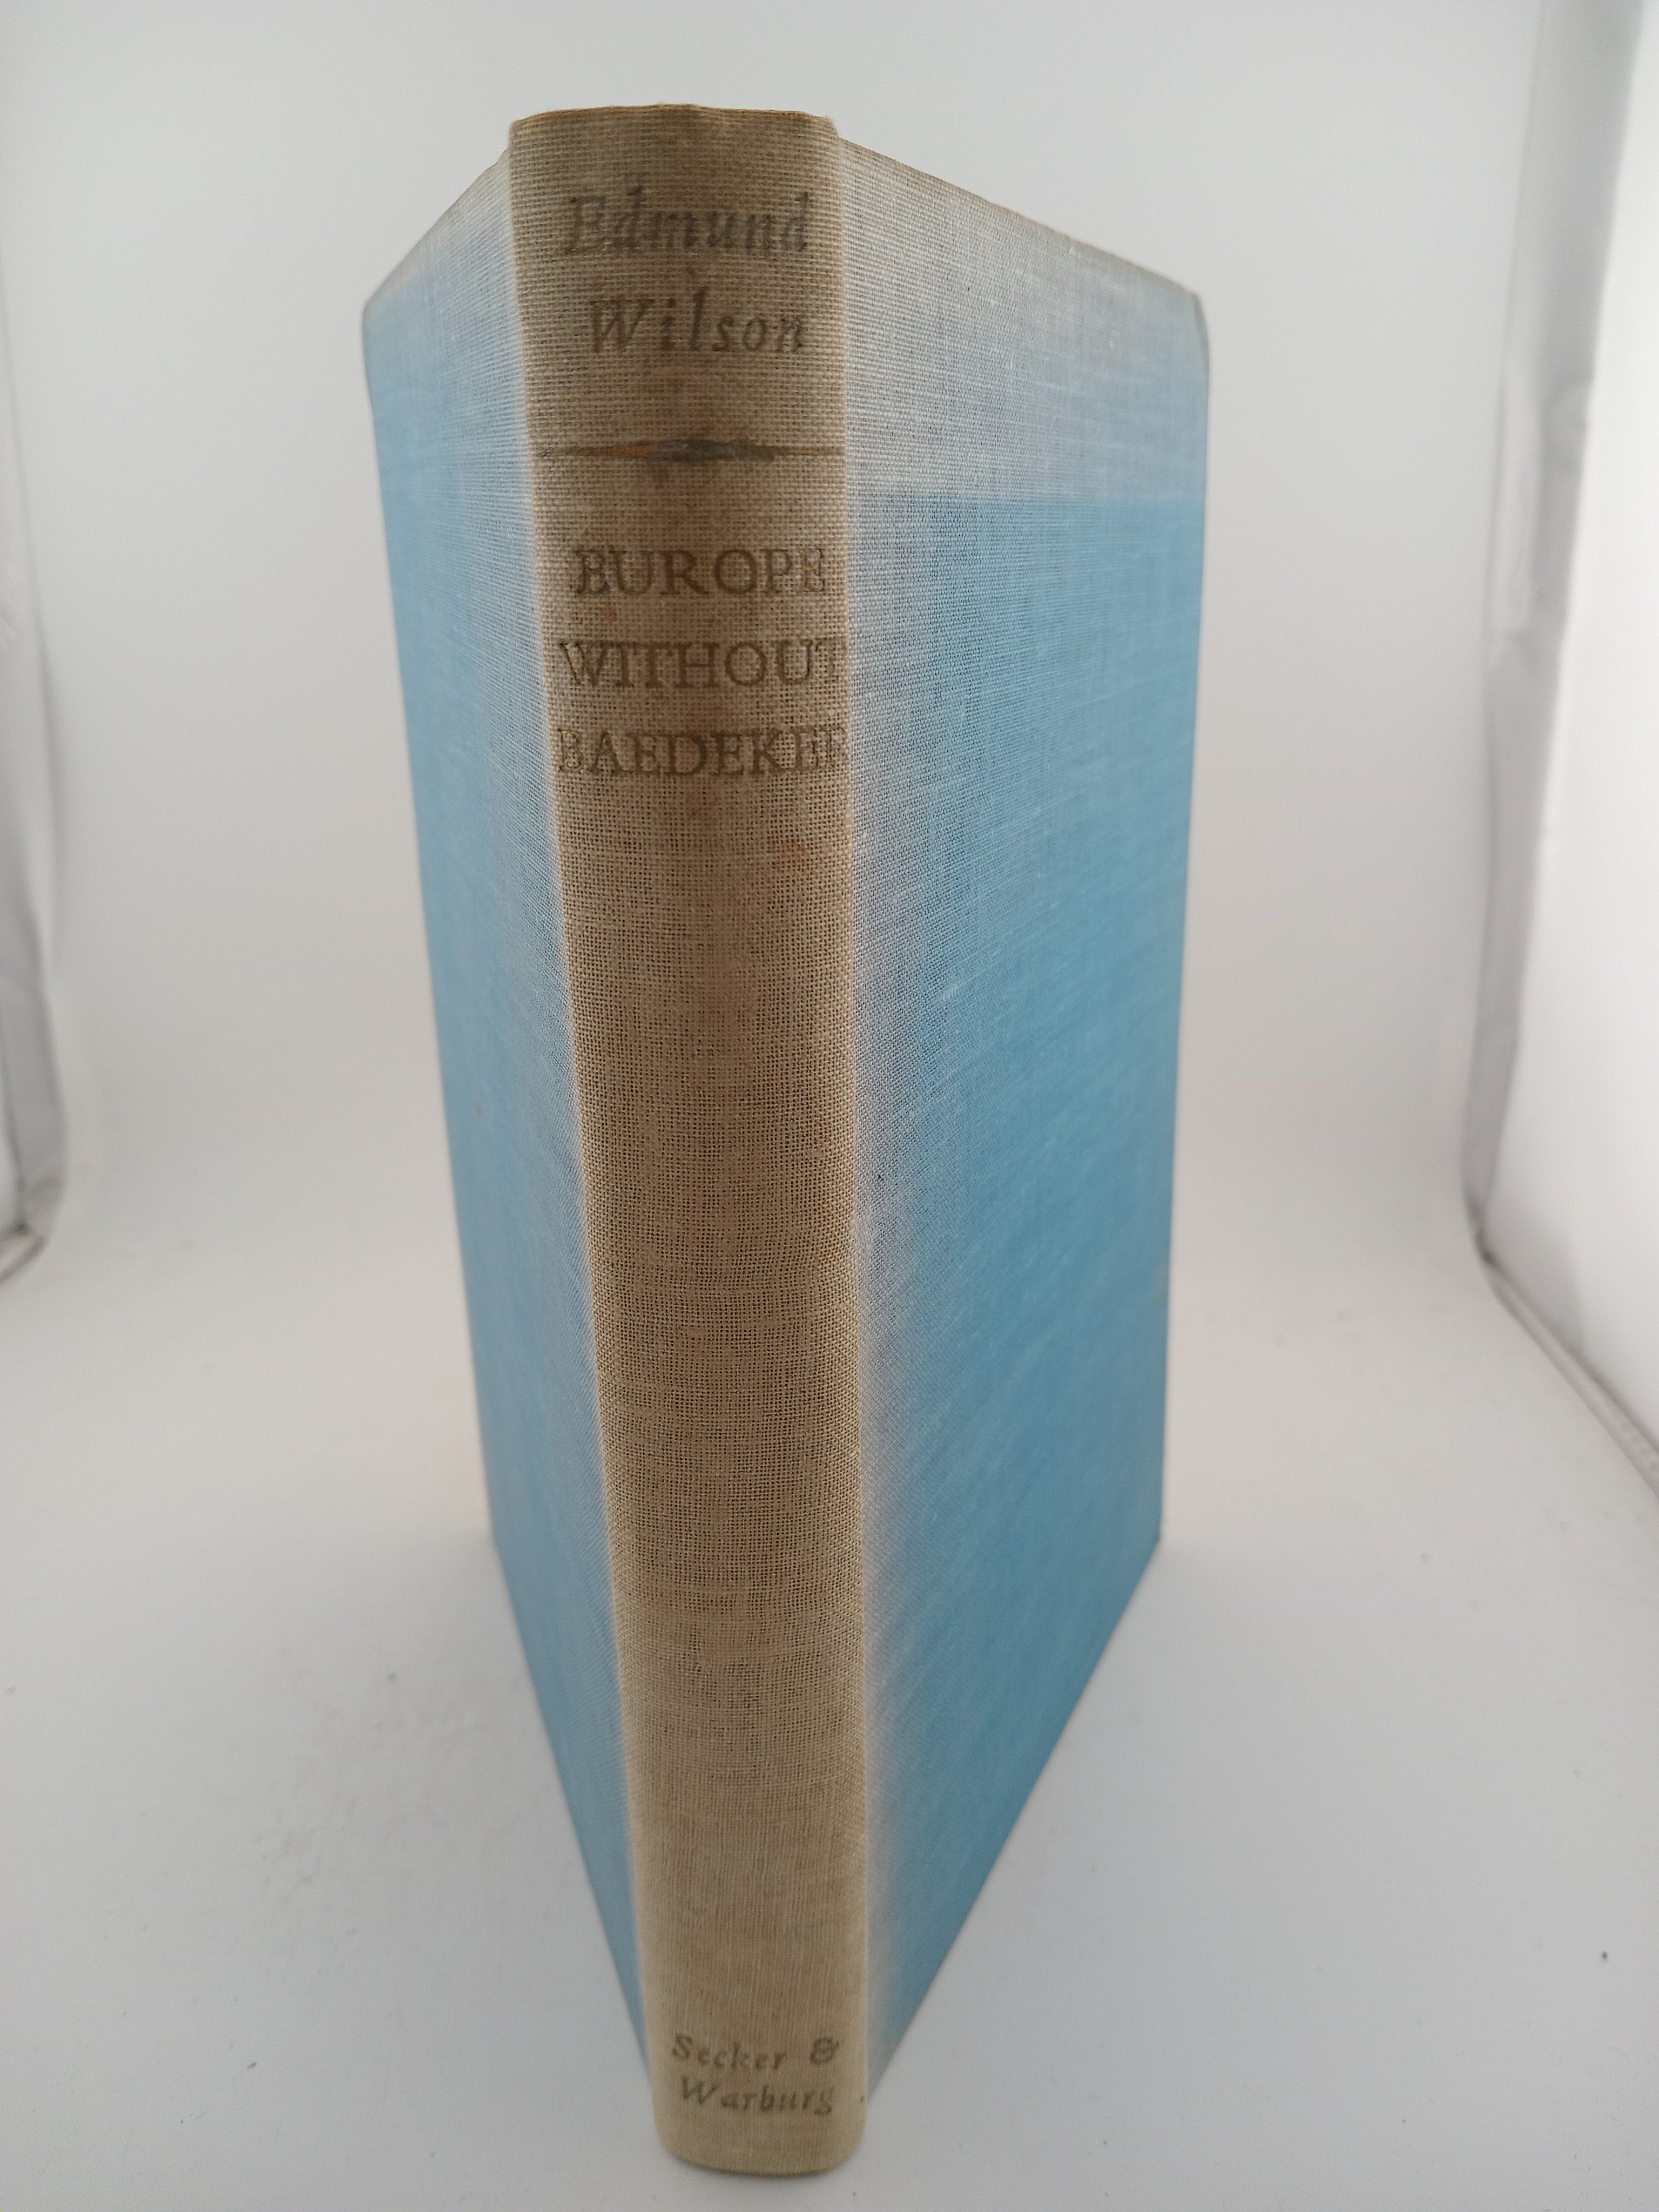 Edmund
Wilson
EUROPE
WITHOUT
BAEDEKER
Secker &
Warburg